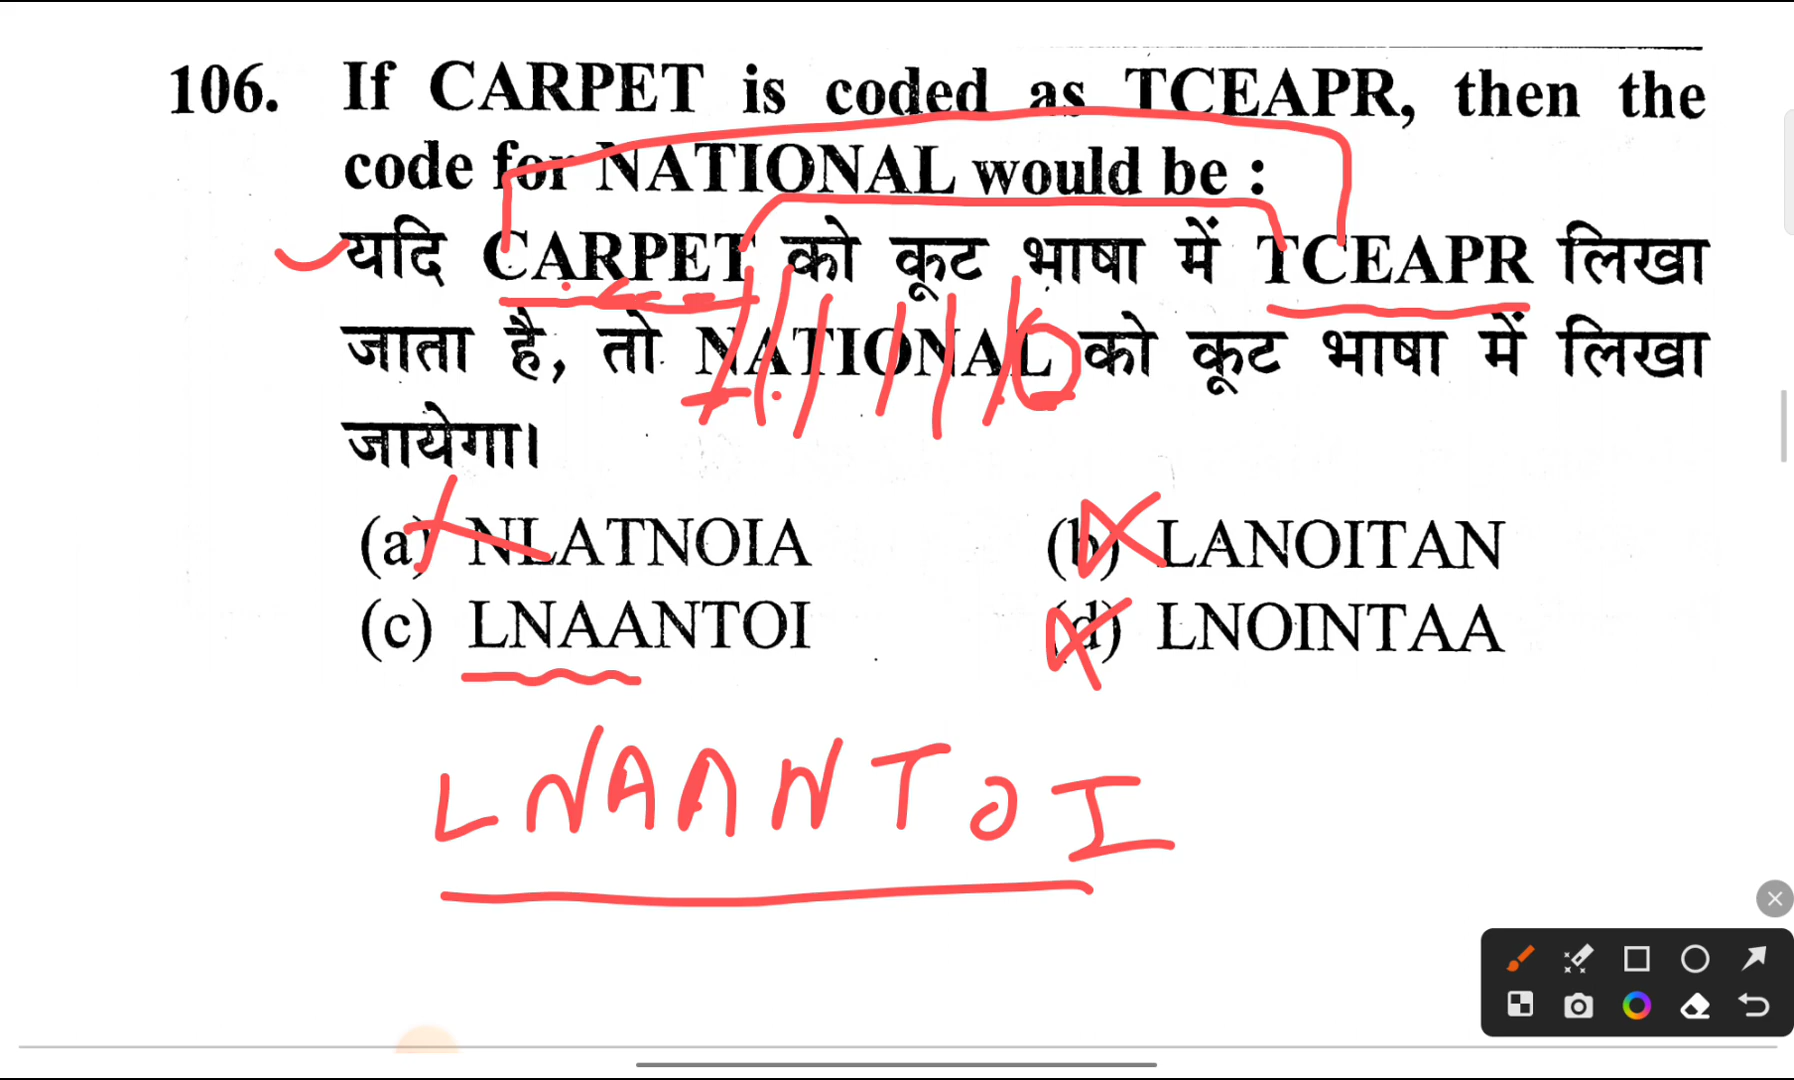 106. If CARPET is coded as TCEAPR, then the
code for NATIONAL would be :
यदि CARPET को कूट भाषा में TCEAPR लिखा
जाता है, तो NATIONAL को कूट भाषा में लिखा
जायेगा।
(a) NLATNOIA (b) LANOITAN
(c) LNAANTOI (d) LNOINTAA
LNAANTOI